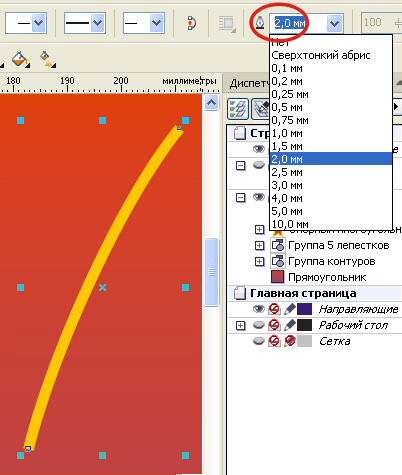 2,0 мм
100
Нет
Сверхтонкий абрис
0,1 мм
0,2 мм
0,25 мм
0,5 мм
0,75 мм
1,0 мм
1,5 мм
2,0 мм
2,5 мм
3,0 мм
4,0 мм
5,0 мм
10,0 мм
180 190 200 210 миллиметры
Диспетч
Стр
Группа 5 лепестков
Группа контуров
Прямоугольник
Главная страница
Направляющие
Рабочий стол
Сетка